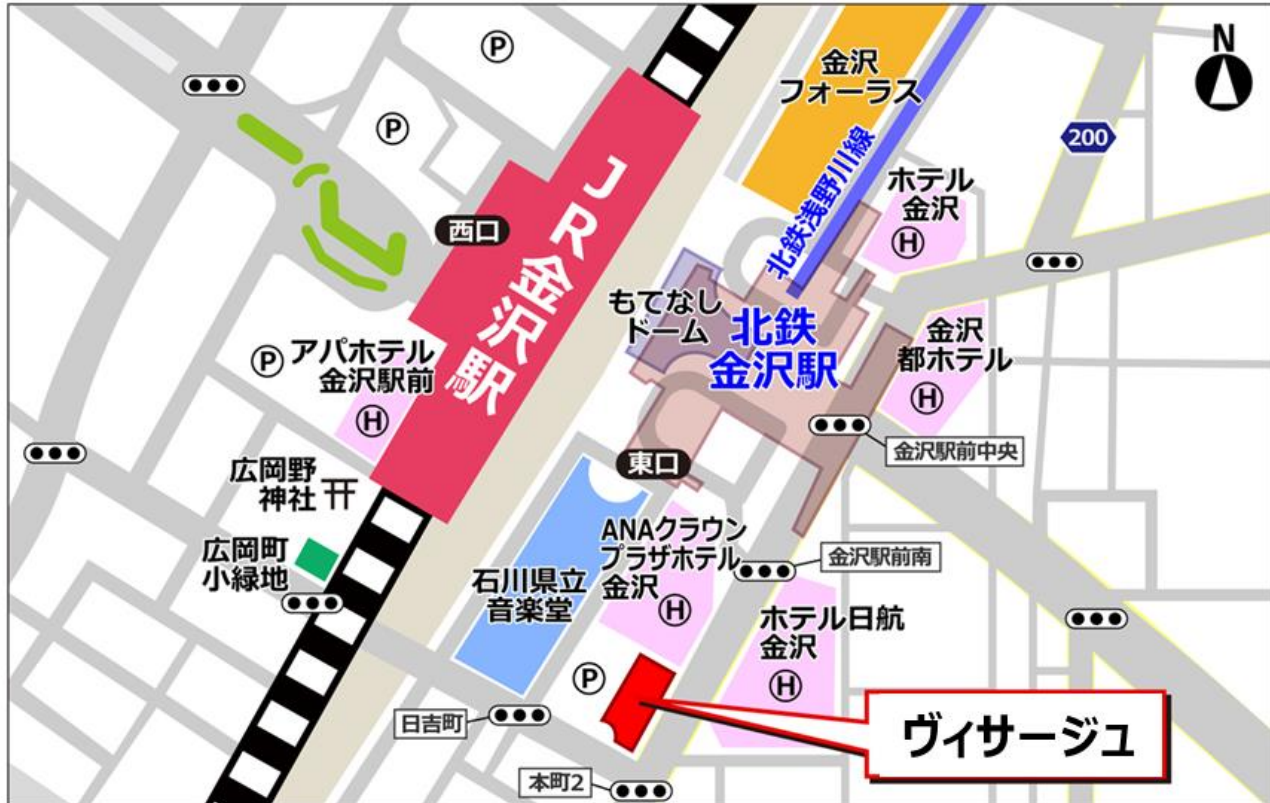 N
P
金沢
フォーラス
P
200
北鉄浅野川線
ホテル
金沢
H
JR金沢駅
西口
もてなし
ドーム
北鉄
金沢駅
金沢
都ホテル
H
P
アパホテル
金沢駅前
H
金沢駅前中央
広岡野
神社
東口
ANAクラウン
プラザホテル
金沢
H
金沢駅前南
広岡町
小緑地
石川県立
音楽堂
ホテル日航
金沢
H
P
日吉町
ヴィサージュ
本町2